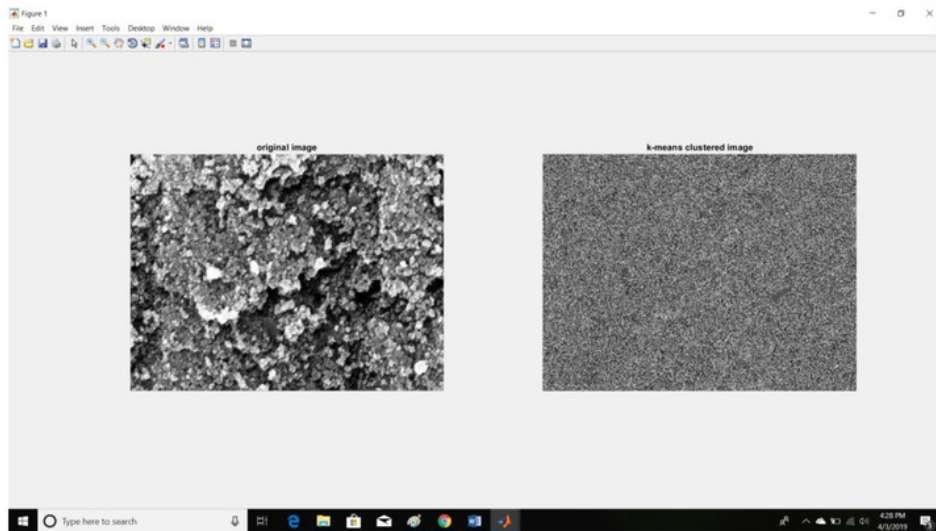 Figure 1
File Edit View Insert Tools Desktop Window Help
original image
k-means clustered image
Type here to search
4:28 PM
4/3/2019